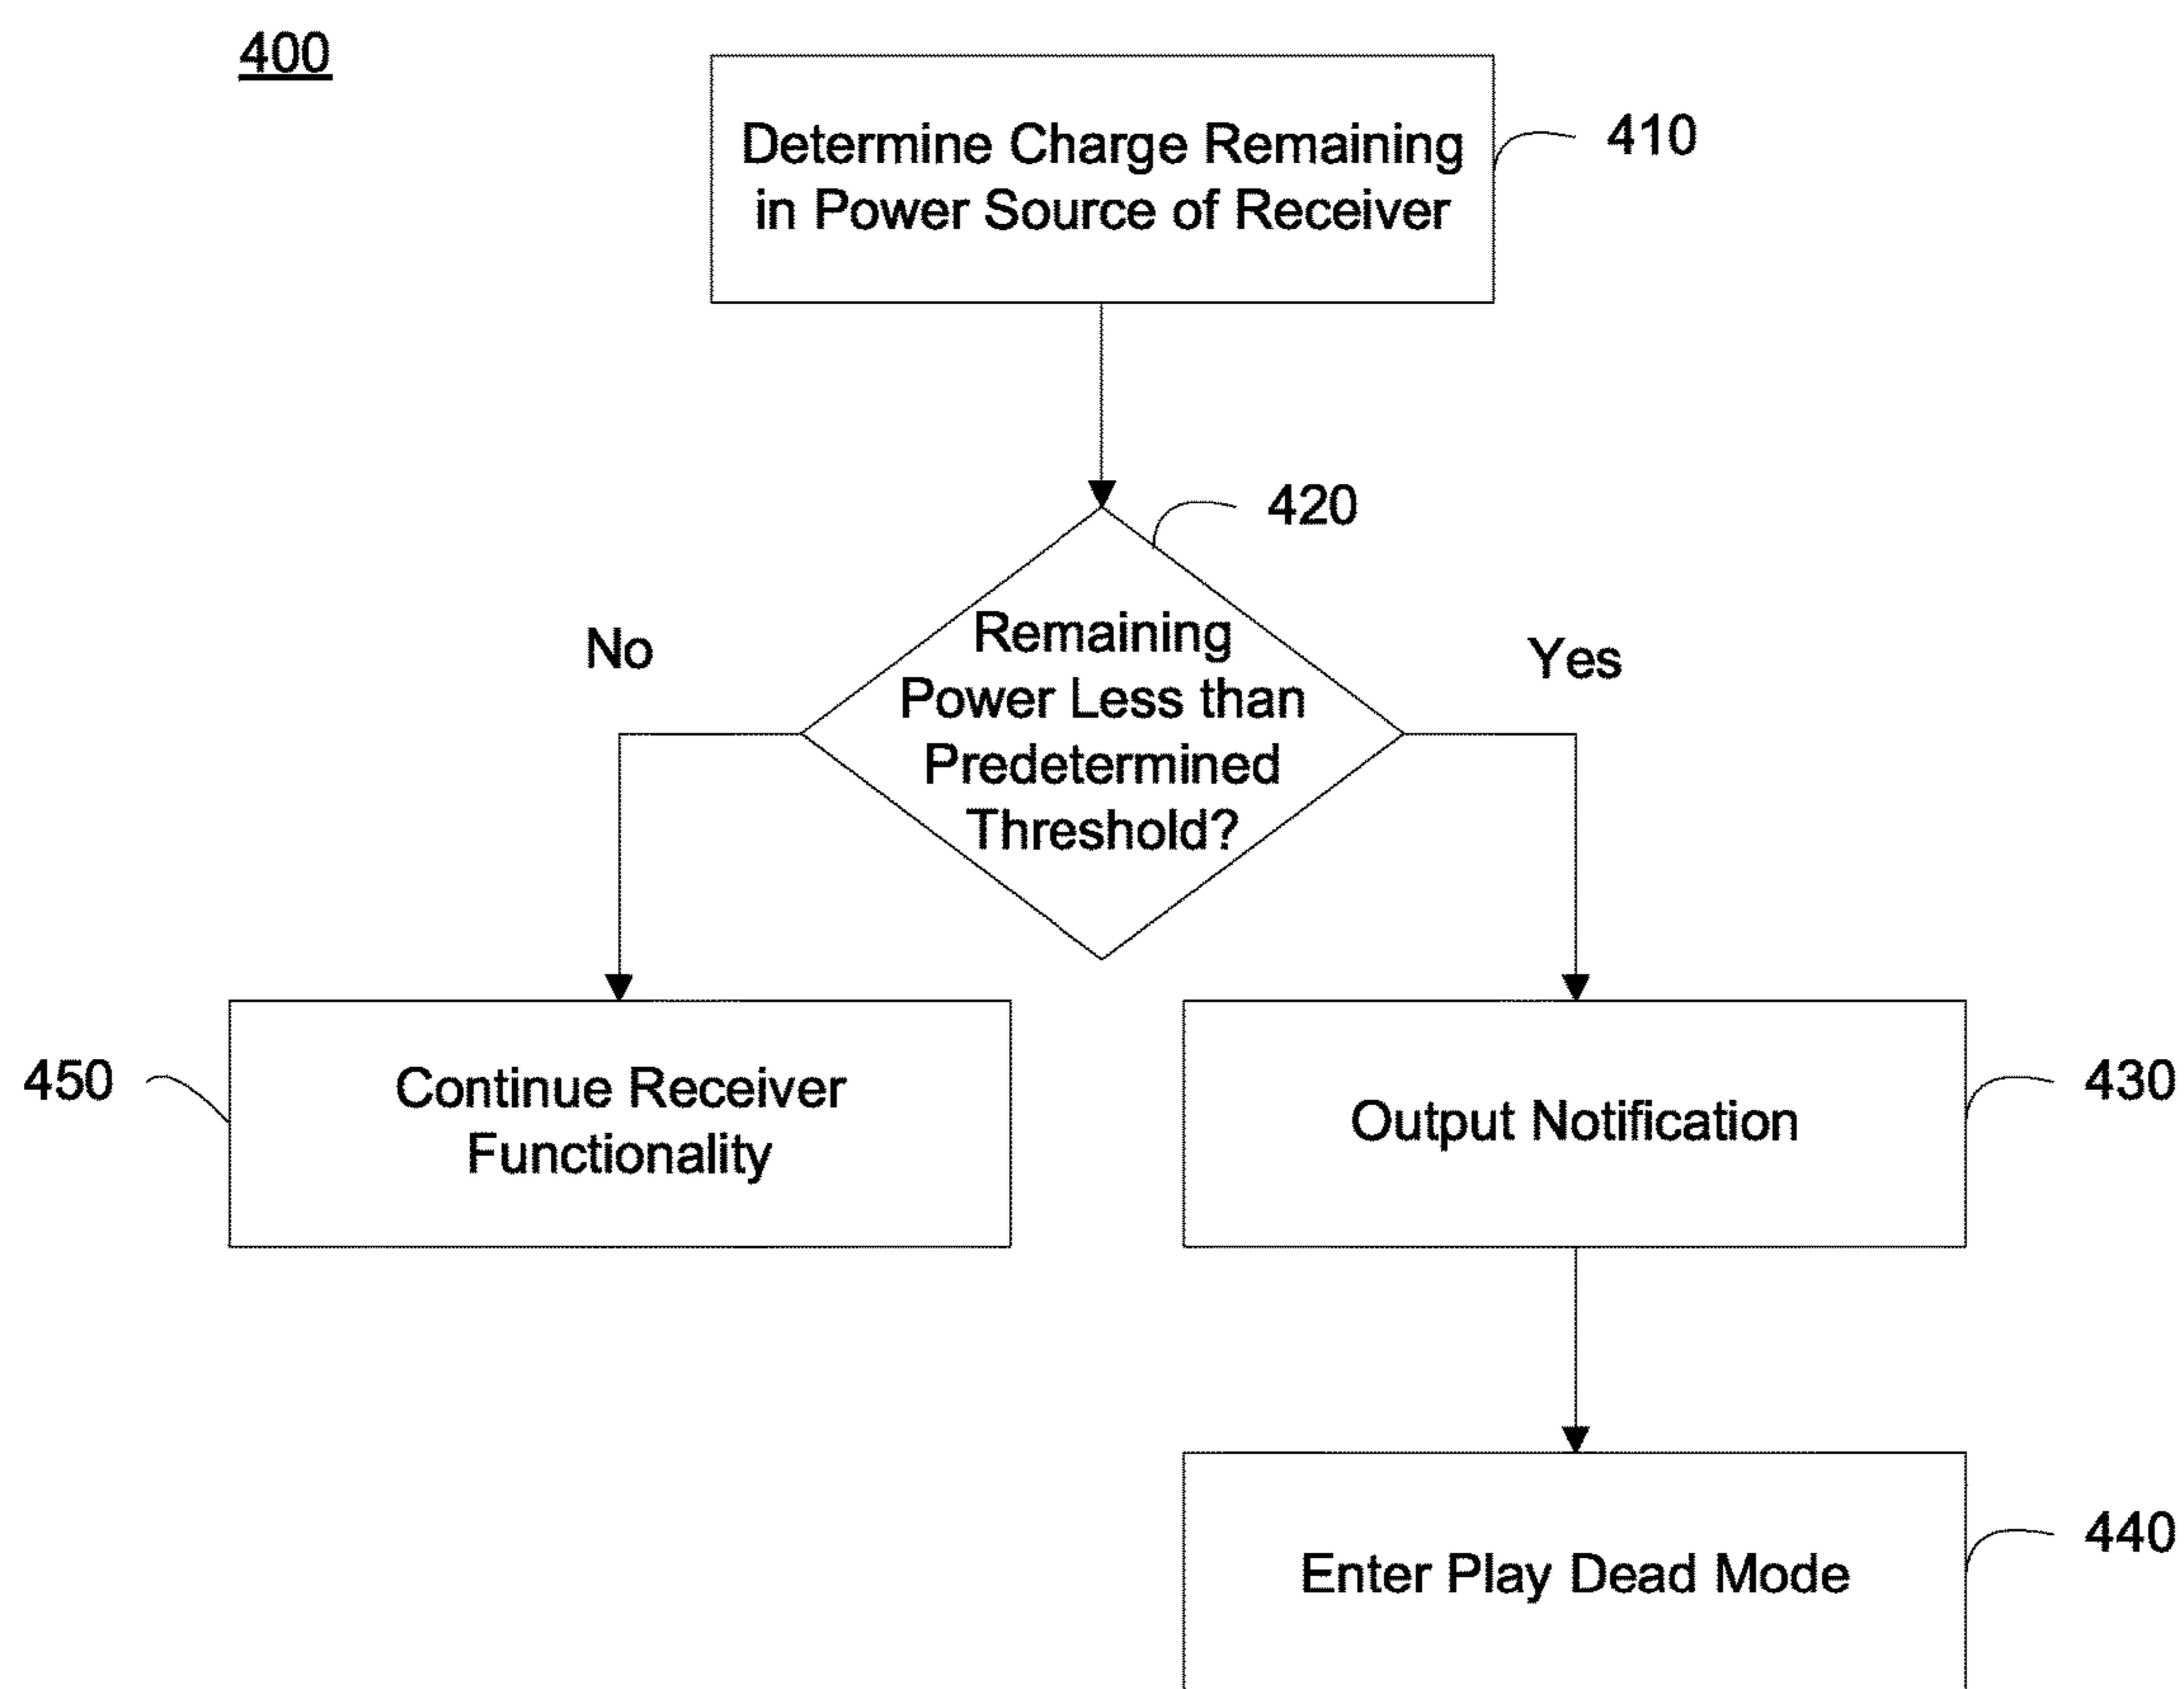 400
Determine Charge Remaining
in Power Source of Receiver
410
420
Remaining
Power Less than
Predetermined
Threshold?
No
Yes
450
Continue Receiver
Functionality
Output Notification
430
Enter Play Dead Mode
440